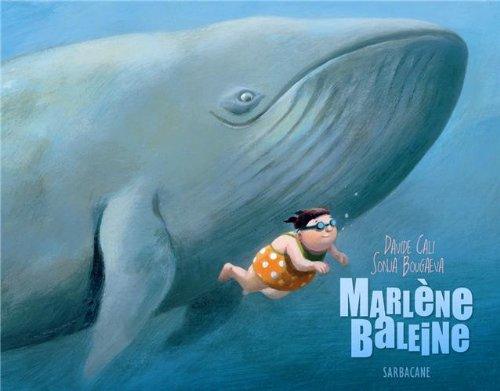 DAVIDE CALI
SONJA BOUGAEVA
MARLÈNE
BALEINE
SARBACANE